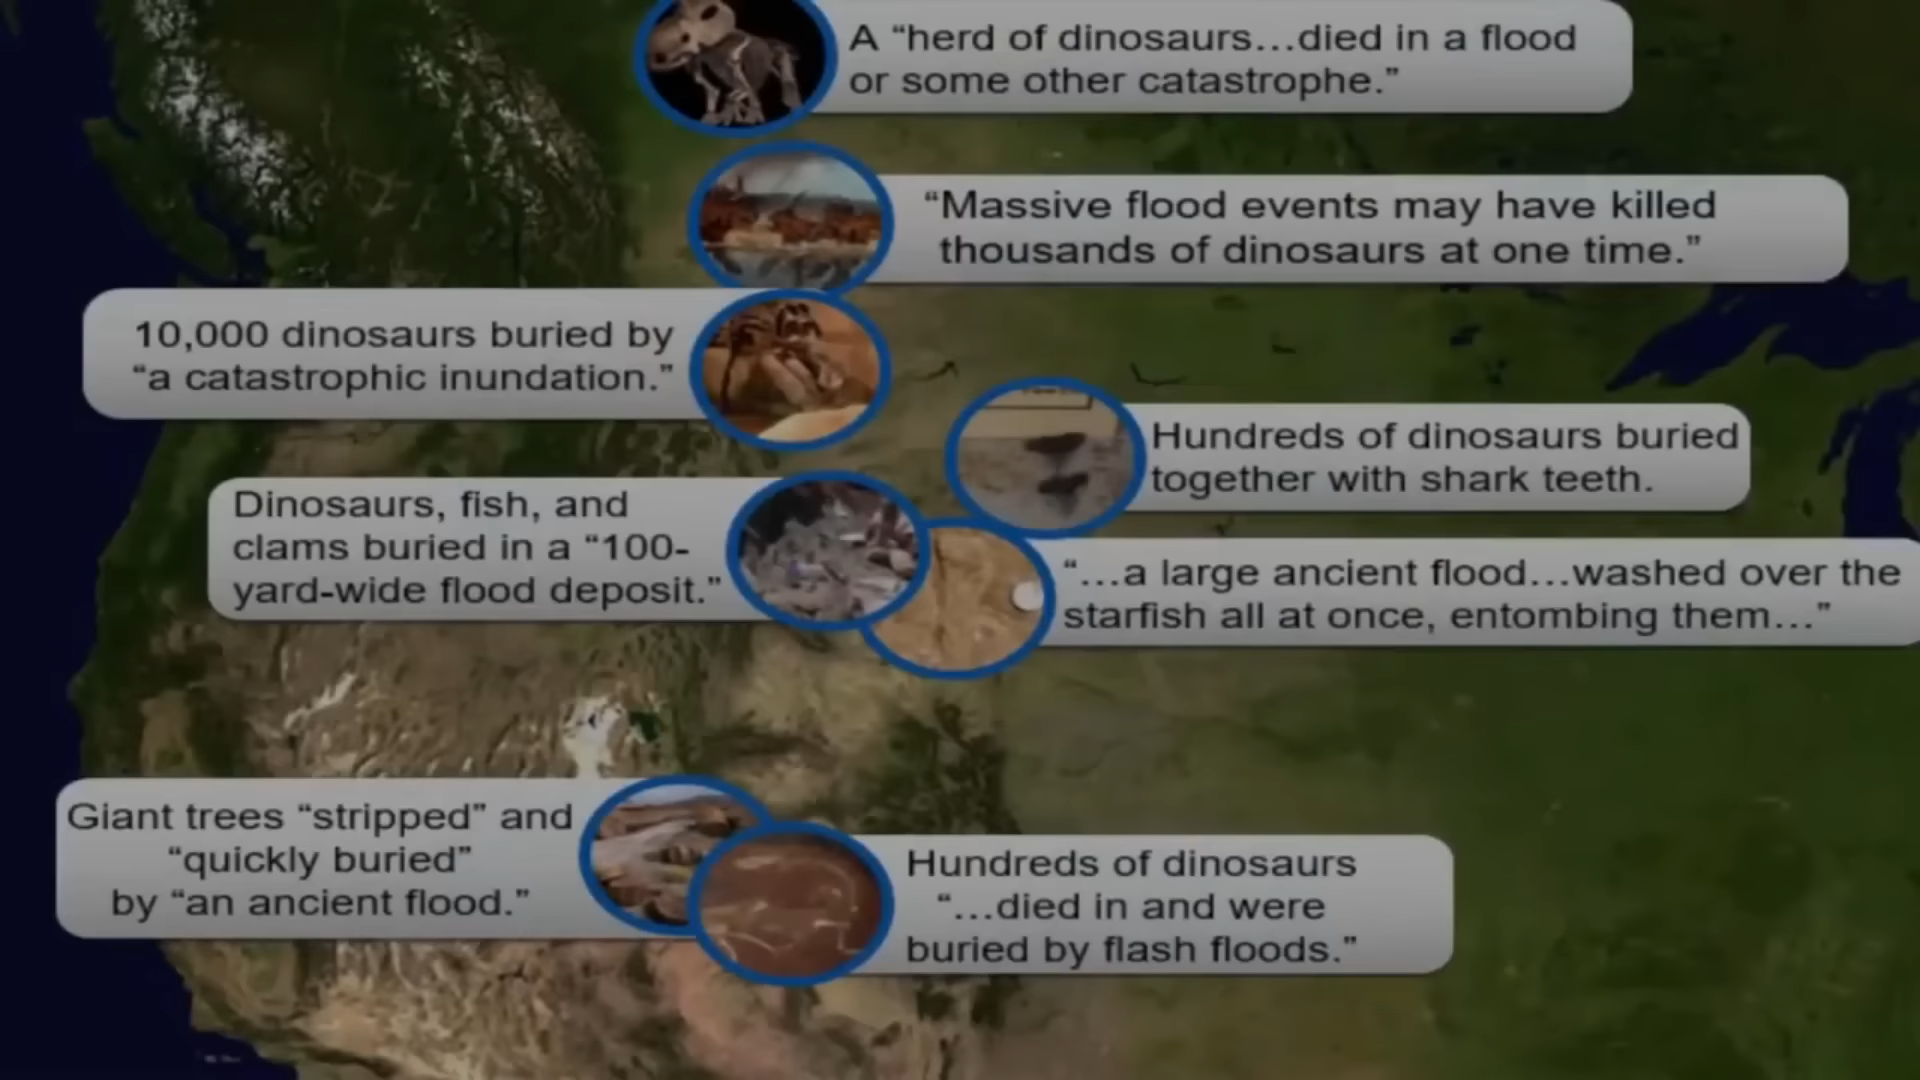 A “herd of dinosaurs...died in a flood
or some other catastrophe.”
“Massive flood events may have killed
thousands of dinosaurs at one time.”
10,000 dinosaurs buried by
“a catastrophic inundation.”
Hundreds of dinosaurs buried
together with shark teeth.
Dinosaurs, fish, and
clams buried in a “100-
yard-wide flood deposit.”
“...a large ancient flood...washed over the
starfish all at once, entombing them...”
Giant trees “stripped” and
“quickly buried”
by “an ancient flood.”
Hundreds of dinosaurs
“...died in and were
buried by flash floods.”